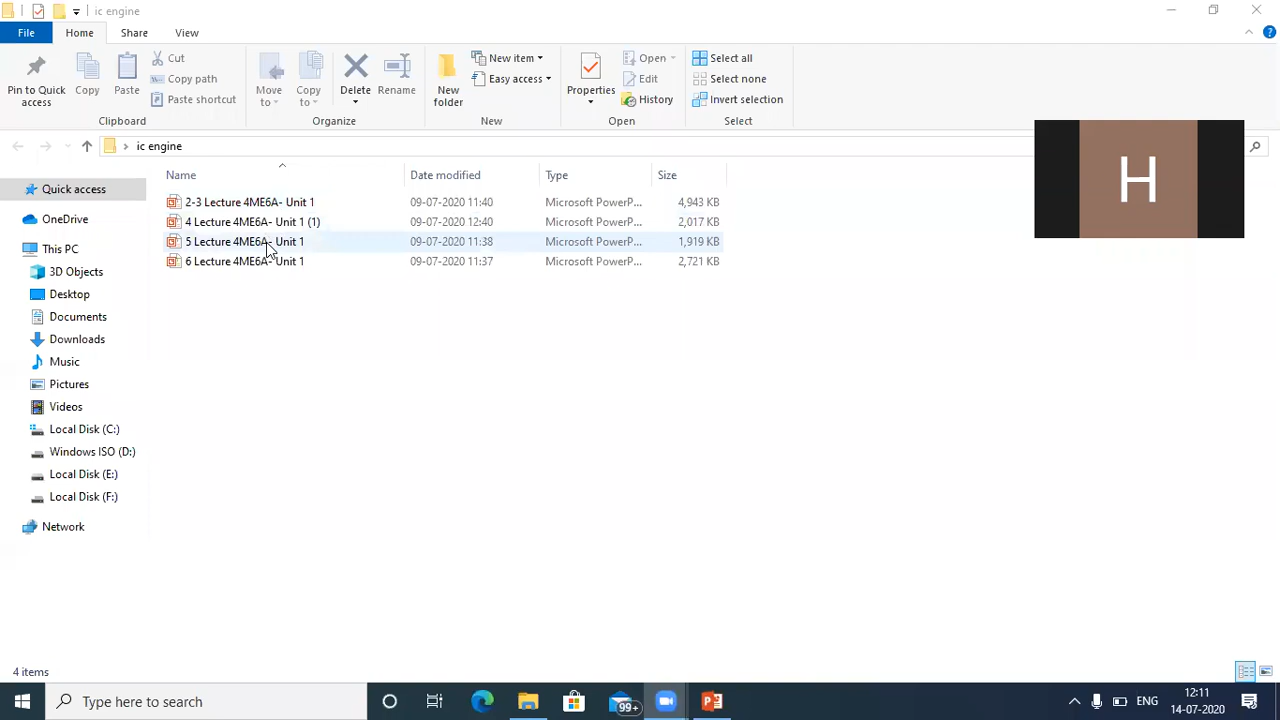 ic engine
File Home Share View
Pin to Quick access
Copy
Paste
Cut
Copy path
Paste shortcut
Clipboard
Move to
Copy to
Delete
Rename
Organize
New folder
New item
Easy access
New
Properties
Open
Edit
History
Open
Select all
Select none
Invert selection
Select
ic engine
Name Date modified Type Size
2-3 Lecture 4ME6A- Unit 1 09-07-2020 11:40 Microsoft PowerP... 4,943 KB
4 Lecture 4ME6A- Unit 1 (1) 09-07-2020 12:40 Microsoft PowerP... 2,017 KB
5 Lecture 4ME6A- Unit 1 09-07-2020 11:38 Microsoft PowerP... 1,919 KB
6 Lecture 4ME6A- Unit 1 09-07-2020 11:37 Microsoft PowerP... 2,721 KB
Quick access
OneDrive
This PC
3D Objects
Desktop
Documents
Downloads
Music
Pictures
Videos
Local Disk (C:)
Windows ISO (D:)
Local Disk (E:)
Local Disk (F:)
Network
H
4 items
Type here to search
99+
ENG
12:11
14-07-2020